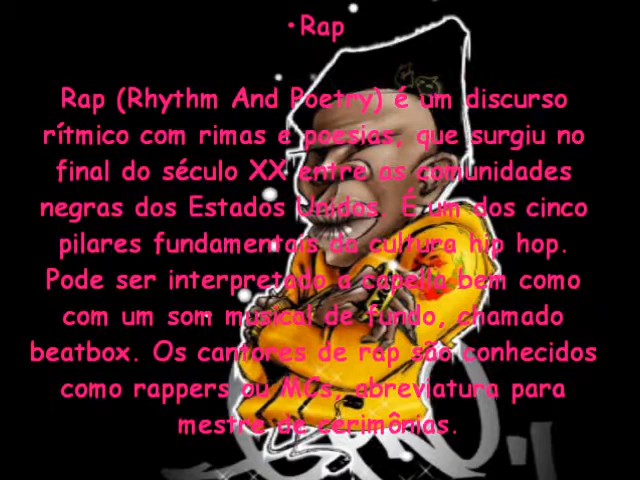 •Rap
Rap (Rhythm And Poetry) é um discurso
rítmico com rimas e poesias, que surgiu no
final do século XX entre as comunidades
negras dos Estados Unidos. É um dos cinco
pilares fundamentais da cultura hip hop.
Pode ser interpretado a capella bem como
com um som musical de fundo, chamado
beatbox. Os cantores de rap são conhecidos
como rappers ou MCs, abreviatura para
mestre de cerimônias.